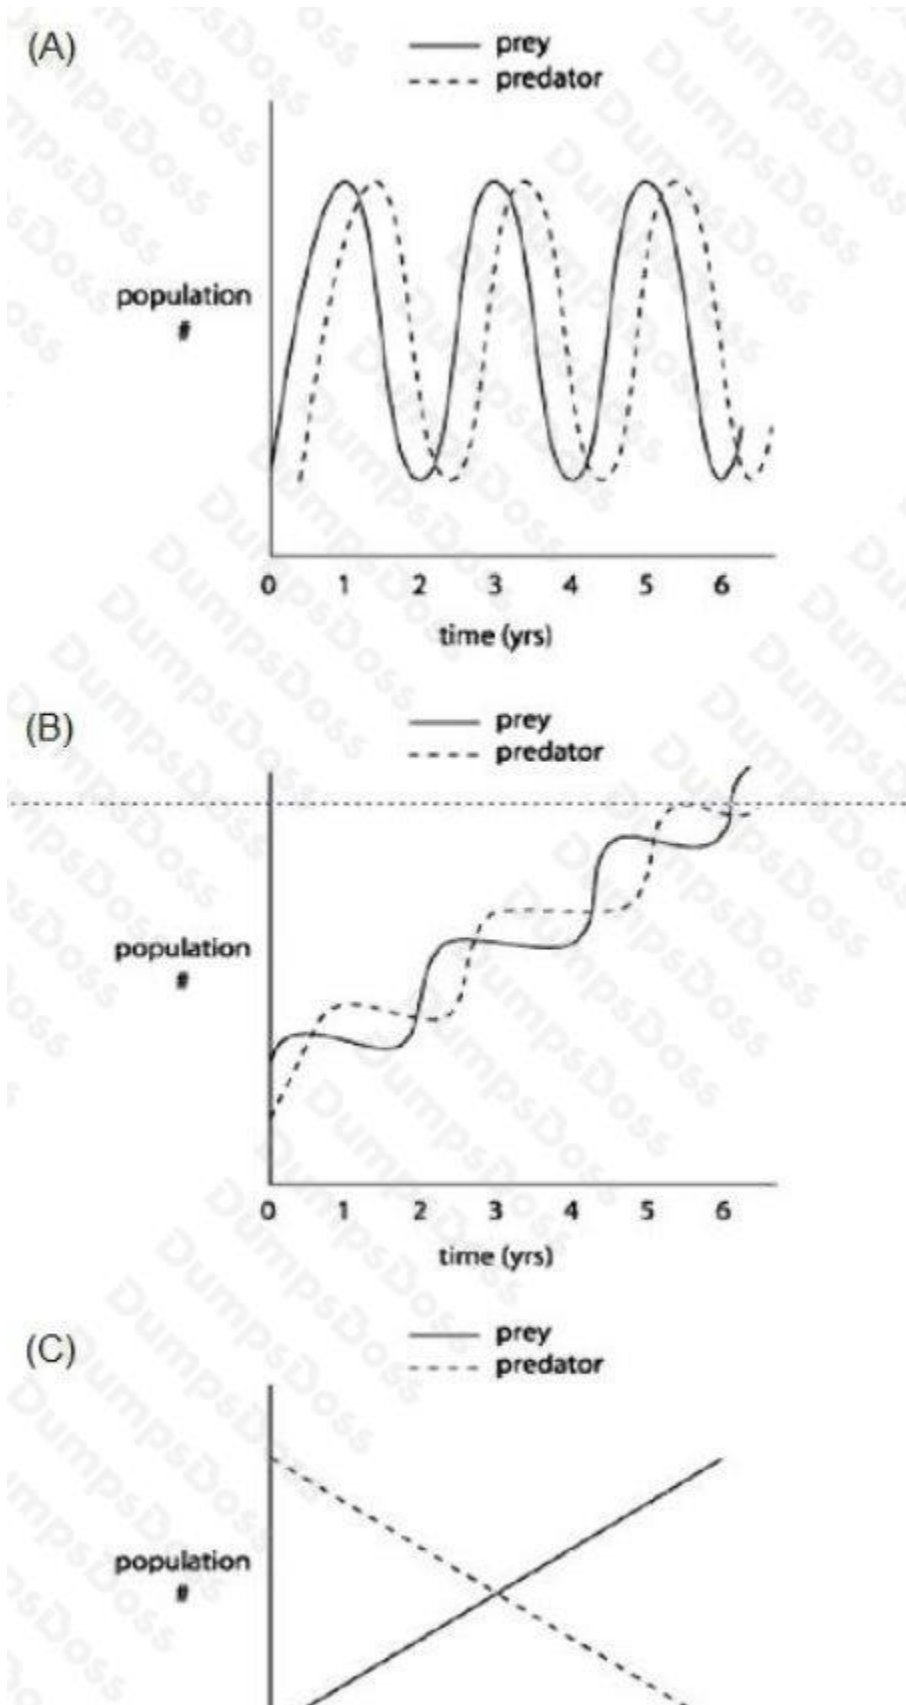 (A)
prey
predator
population
#
0 1 2 3 4 5 6
time (yrs)
(B)
prey
predator
population
#
0 1 2 3 4 5 6
time (yrs)
(C)
prey
predator
population
#
DumpsDoss